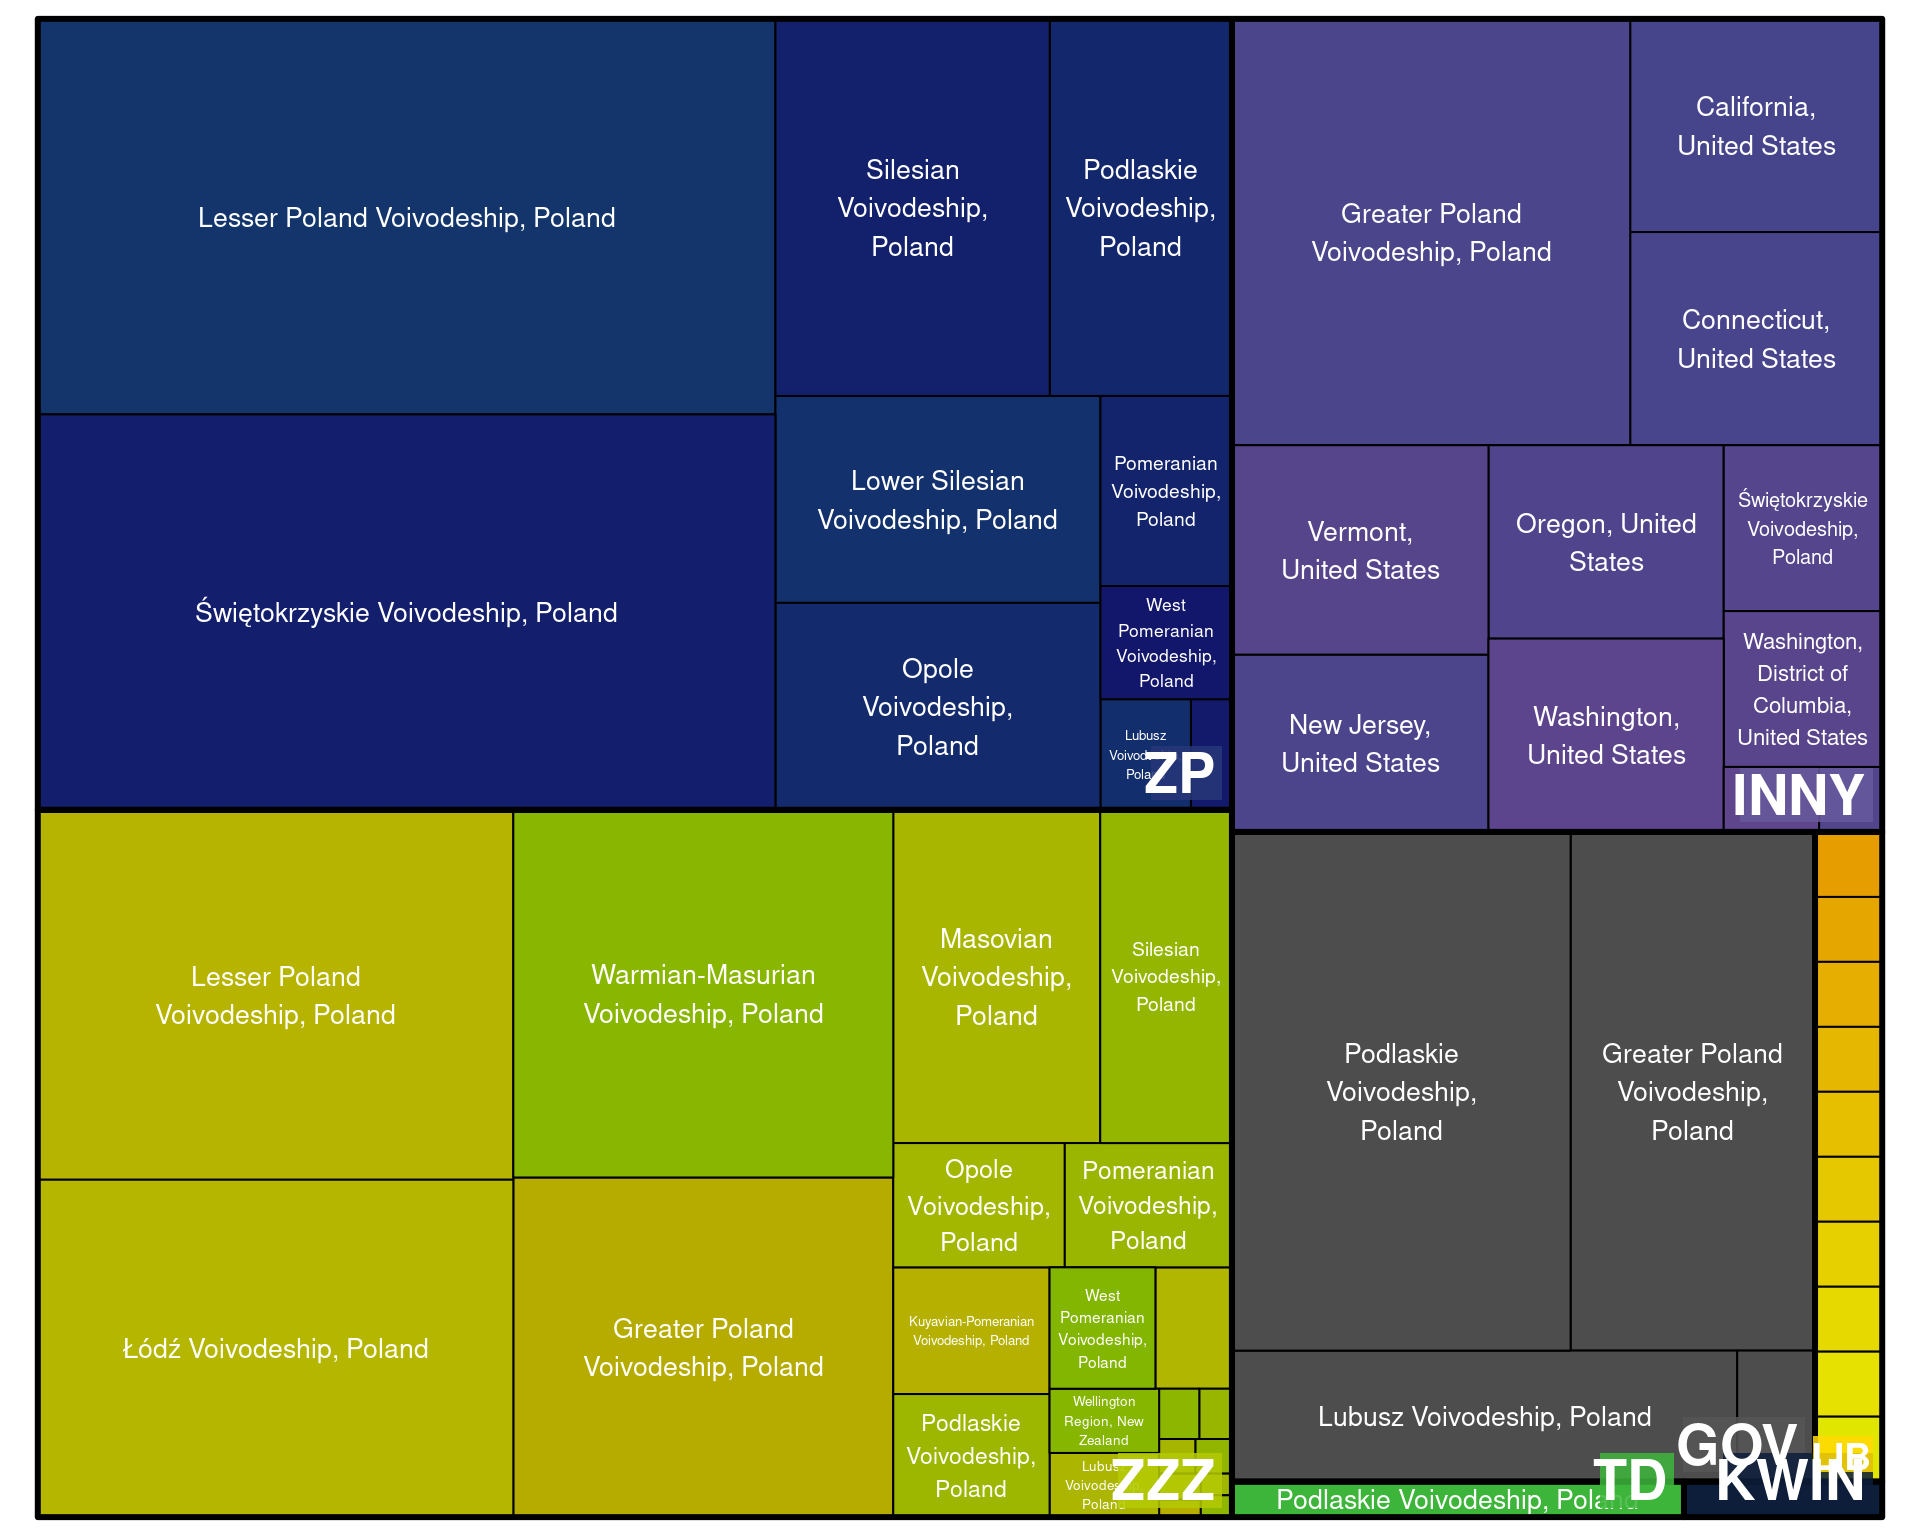 Lesser Poland Voivodeship, Poland
Silesian
Voivodeship,
Poland
Podlaskie
Voivodeship,
Poland
Świętokrzyskie Voivodeship, Poland
Lower Silesian
Voivodeship, Poland
Pomeranian
Voivodeship,
Poland
Opole
Voivodeship,
Poland
West
Pomeranian
Voivodeship,
Poland
Lubusz
ZP
Greater Poland
Voivodeship, Poland
California,
United States
Connecticut,
United States
Vermont,
United States
Oregon, United
States
Świętokrzyskie
Voivodeship,
Poland
New Jersey,
United States
Washington,
United States
Washington,
District of
Columbia,
United States
INNY
Lesser Poland
Voivodeship, Poland
Warmian-Masurian
Voivodeship, Poland
Masovian
Voivodeship,
Poland
Silesian
Voivodeship,
Poland
Łódź Voivodeship, Poland
Greater Poland
Voivodeship, Poland
Opole
Voivodeship,
Poland
Pomeranian
Voivodeship,
Poland
Kuyavian-Pomeranian
Voivodeship, Poland
West
Pomeranian
Voivodeship,
Poland
Podlaskie
Voivodeship,
Poland
Wellington
Region, New
Zealand
ZZZ
Podlaskie
Voivodeship,
Poland
Greater Poland
Voivodeship,
Poland
Lubusz Voivodeship, Poland
GOV
LIB
TD
KWIN
Podlaskie Voivodeship, Poland